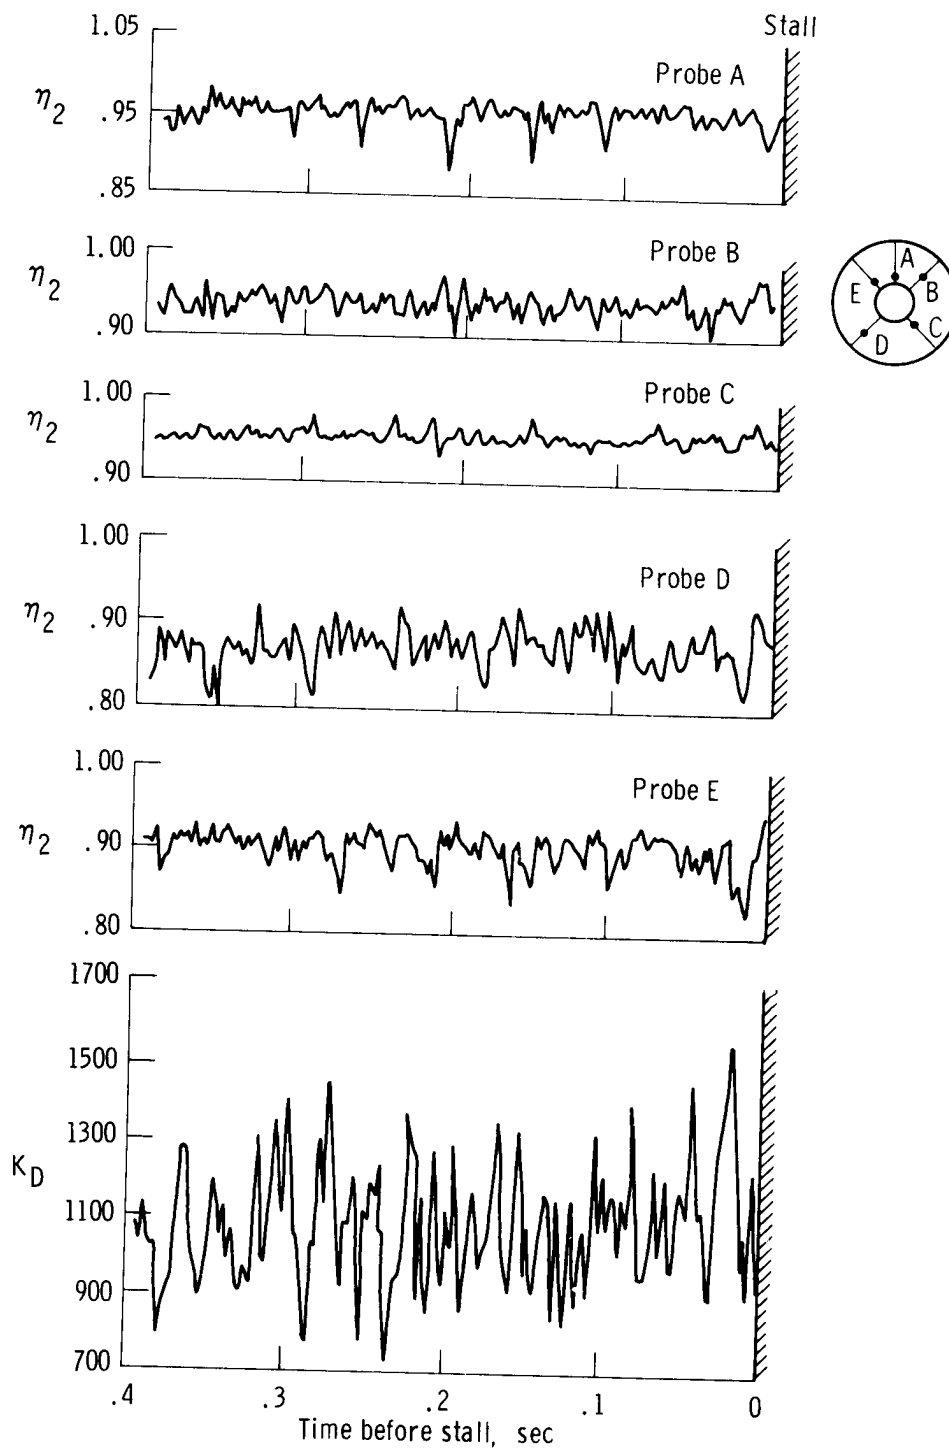 1.05
Stall
Probe A
η2
.95
.85
1.00
Probe B
η2
.90
A
B
E
C
D
1.00
Probe C
η2
.90
1.00
Probe D
η2
.90
.80
1.00
Probe E
η2
.90
.80
1700
1500
1300
KD
1100
900
700
.4 .3 .2 .1 0
Time before stall, sec